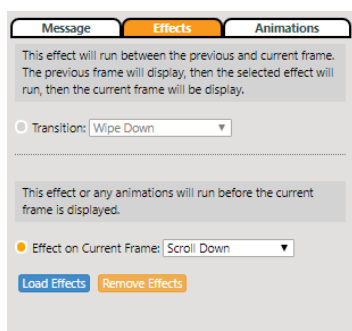 Message Effects Animations
This effect will run between the previous and current frame.
The previous frame will display, then the selected effect will
run, then the current frame will be display.
Transition: Wipe Down
This effect or any animations will run before the current
frame is displayed.
Effect on Current Frame: Scroll Down
Load Effects Remove Effects